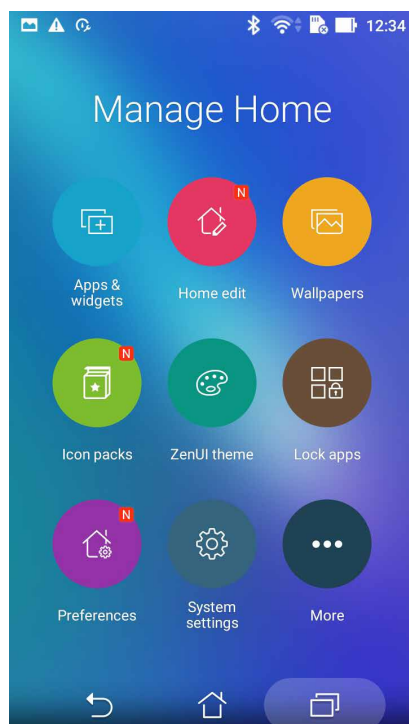 12:34
Manage Home
N
Apps &
widgets
Home edit
Wallpapers
N
Icon packs
ZenUI theme
Lock apps
N
Preferences
System
settings
More